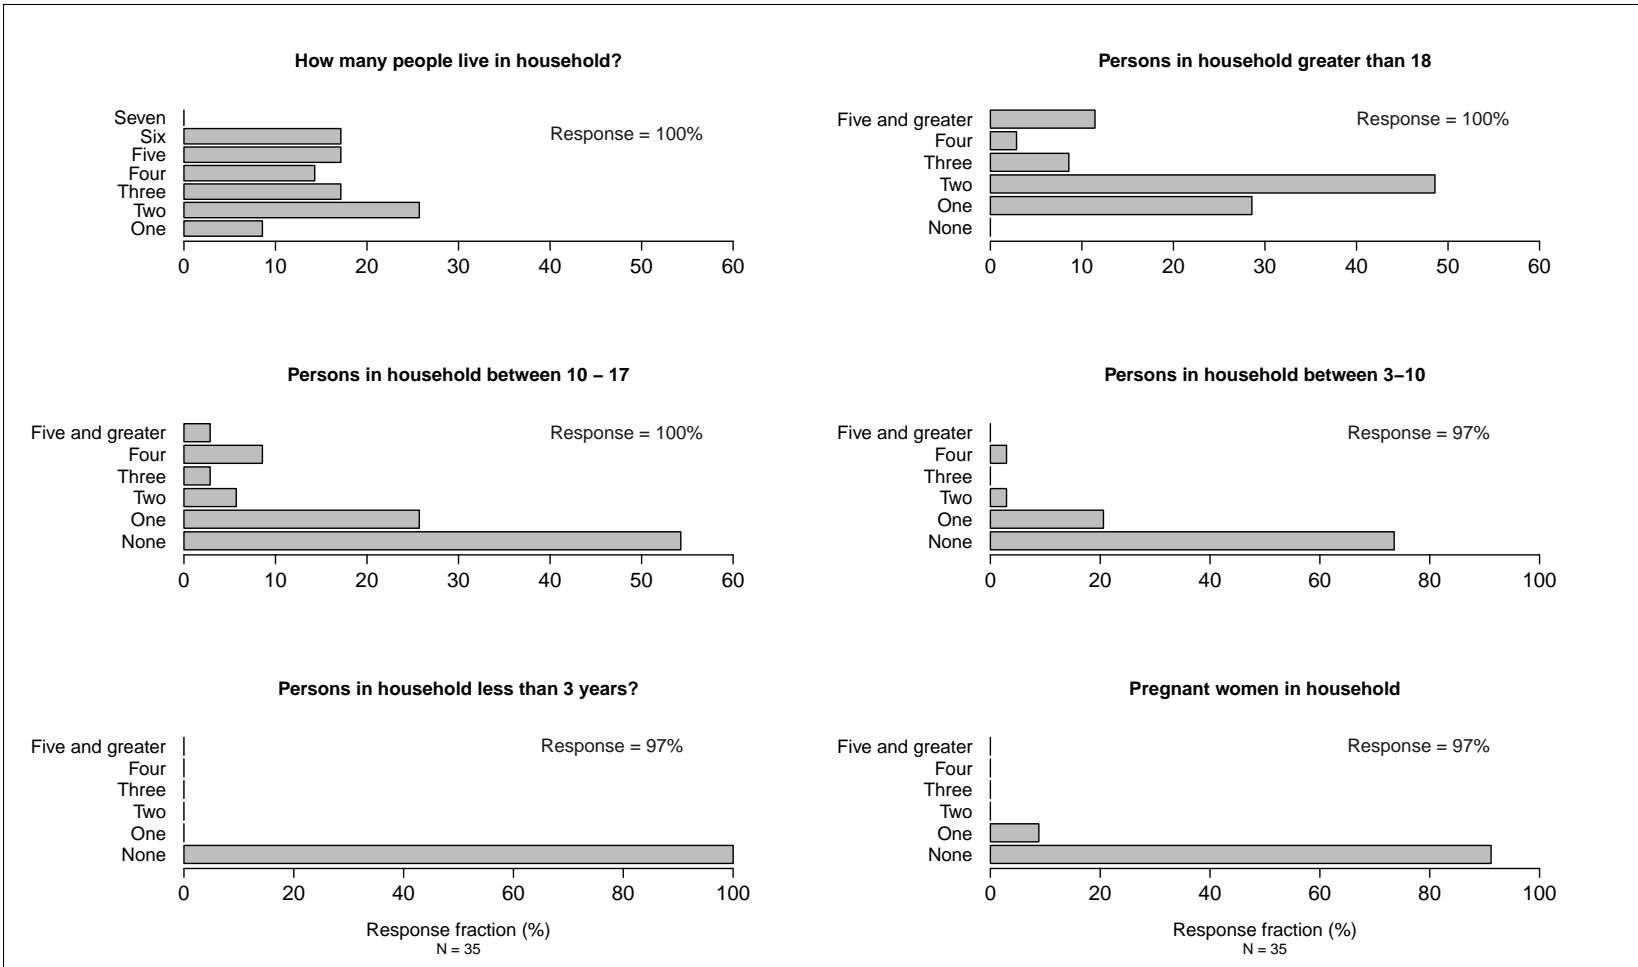 How many people live in household?
Seven
Six
Five
Four
Three
Two
One
Response = 100%
0 10 20 30 40 50 60
Persons in household greater than 18
Five and greater
Four
Three
Two
One
None
Response = 100%
0 10 20 30 40 50 60
Persons in household between 10 – 17
Five and greater
Four
Three
Two
One
None
Response = 100%
0 10 20 30 40 50 60
Persons in household between 3–10
Five and greater
Four
Three
Two
One
None
Response = 97%
0 20 40 60 80 100
Persons in household less than 3 years?
Five and greater
Four
Three
Two
One
None
Response = 97%
0 20 40 60 80 100
Response fraction (%)
N = 35
Pregnant women in household
Five and greater
Four
Three
Two
One
None
Response = 97%
0 20 40 60 80 100
Response fraction (%)
N = 35